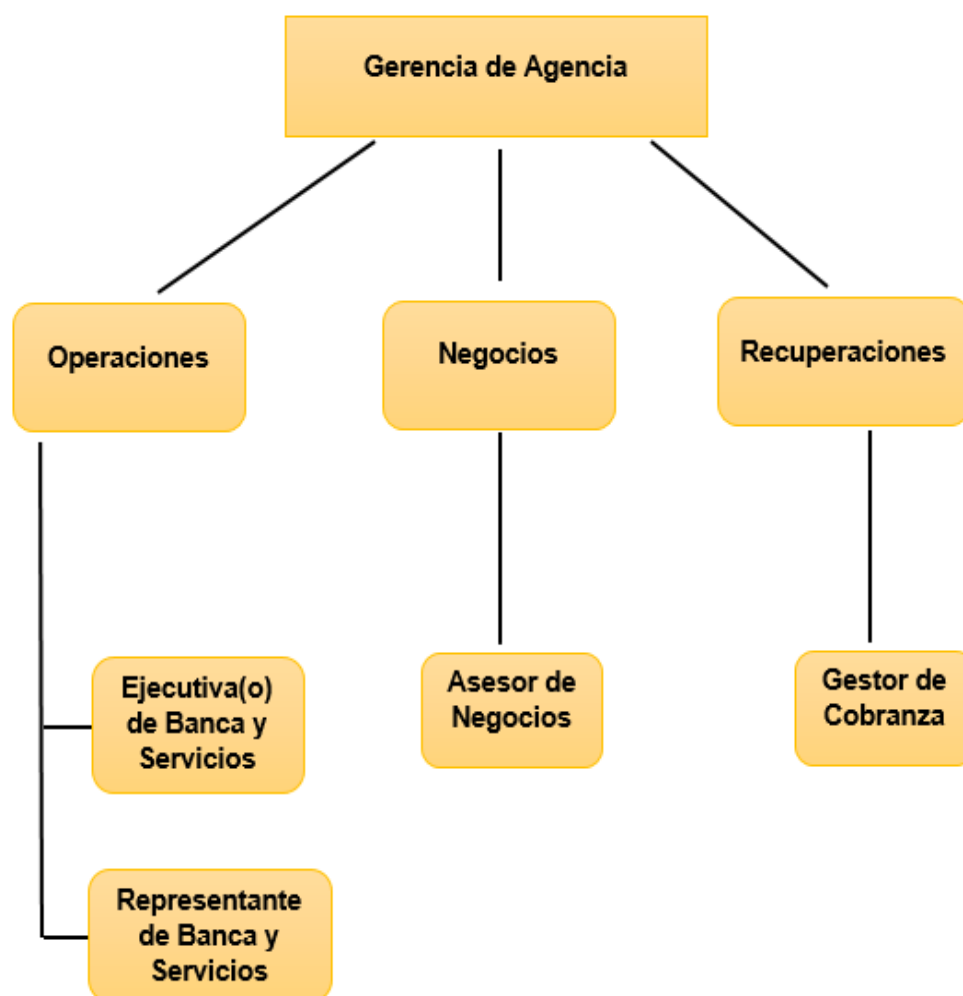 Gerencia de Agencia
Operaciones
Negocios
Recuperaciones
Ejecutiva(o)
de Banca y
Servicios
Asesor de
Negocios
Gestor de
Cobranza
Representante
de Banca y
Servicios